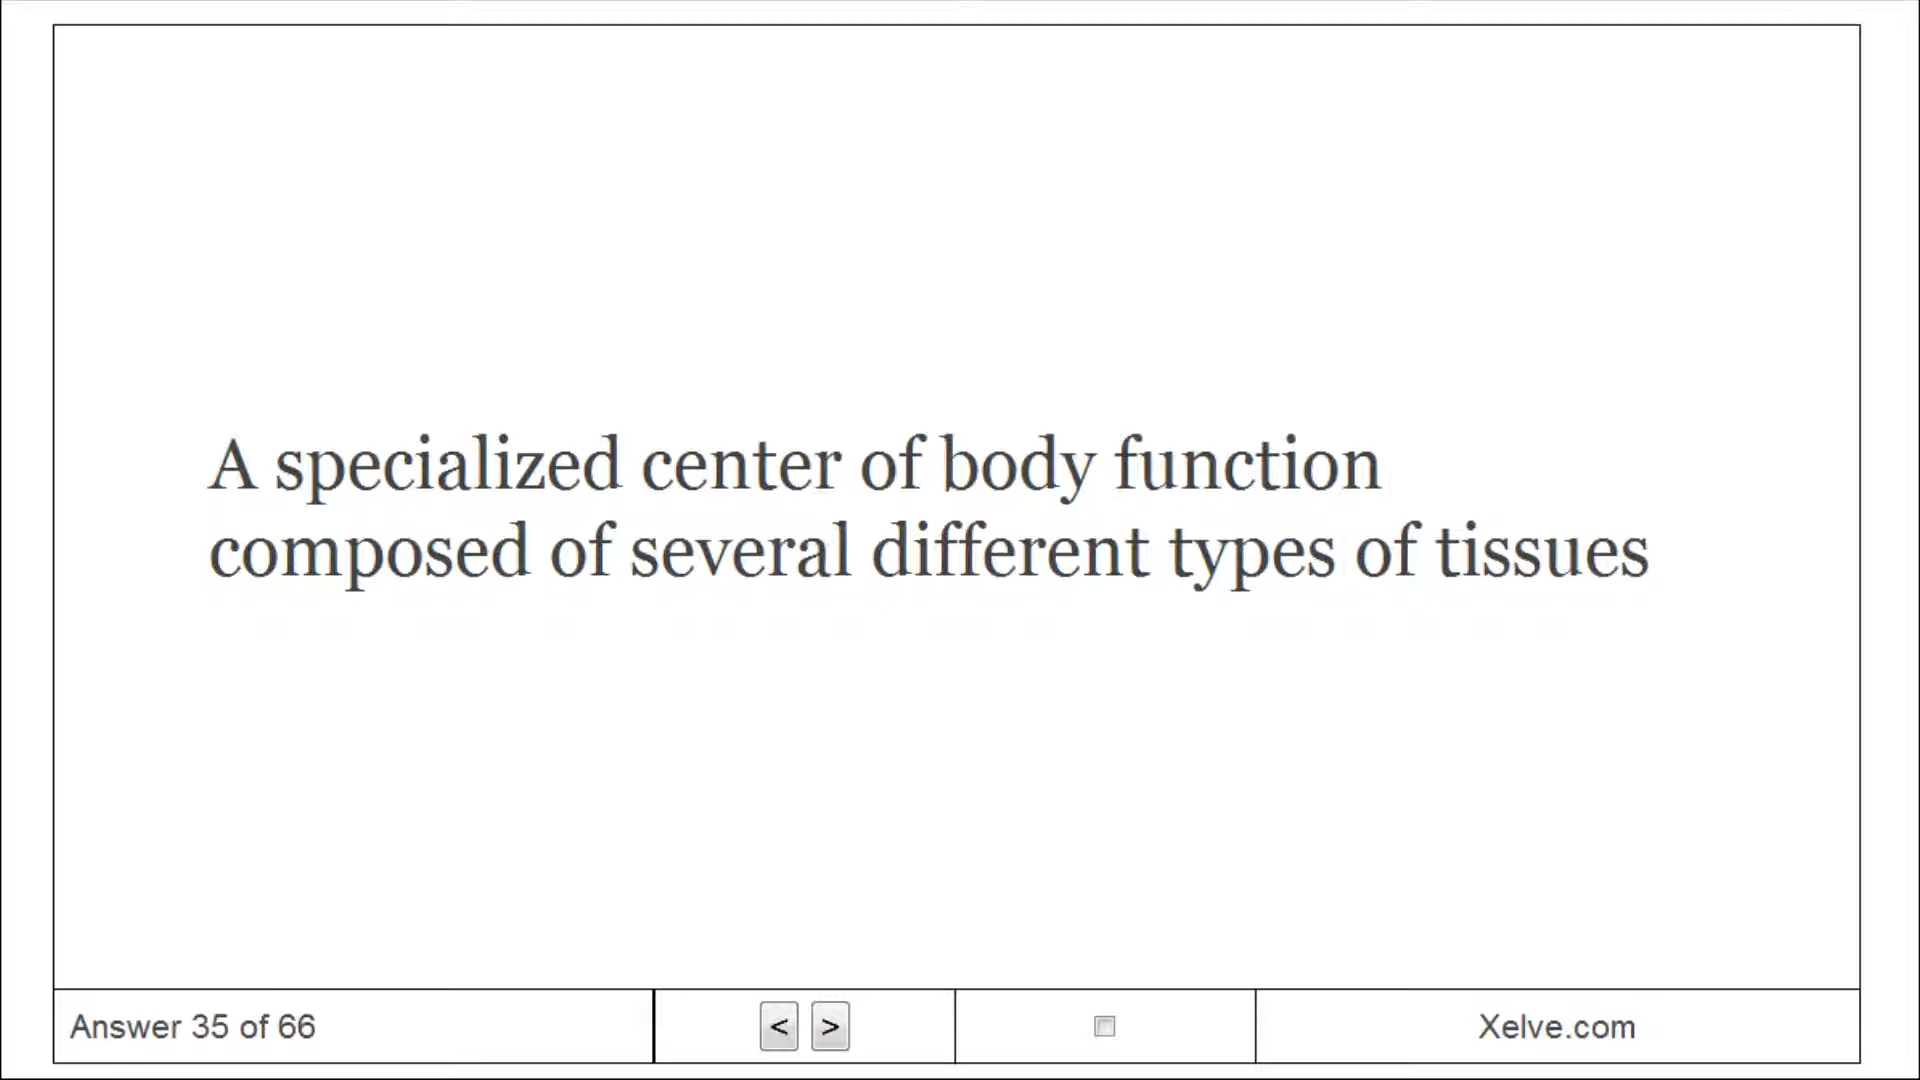 A specialized center of body function
composed of several different types of tissues
Answer 35 of 66
< >
Xelve.com